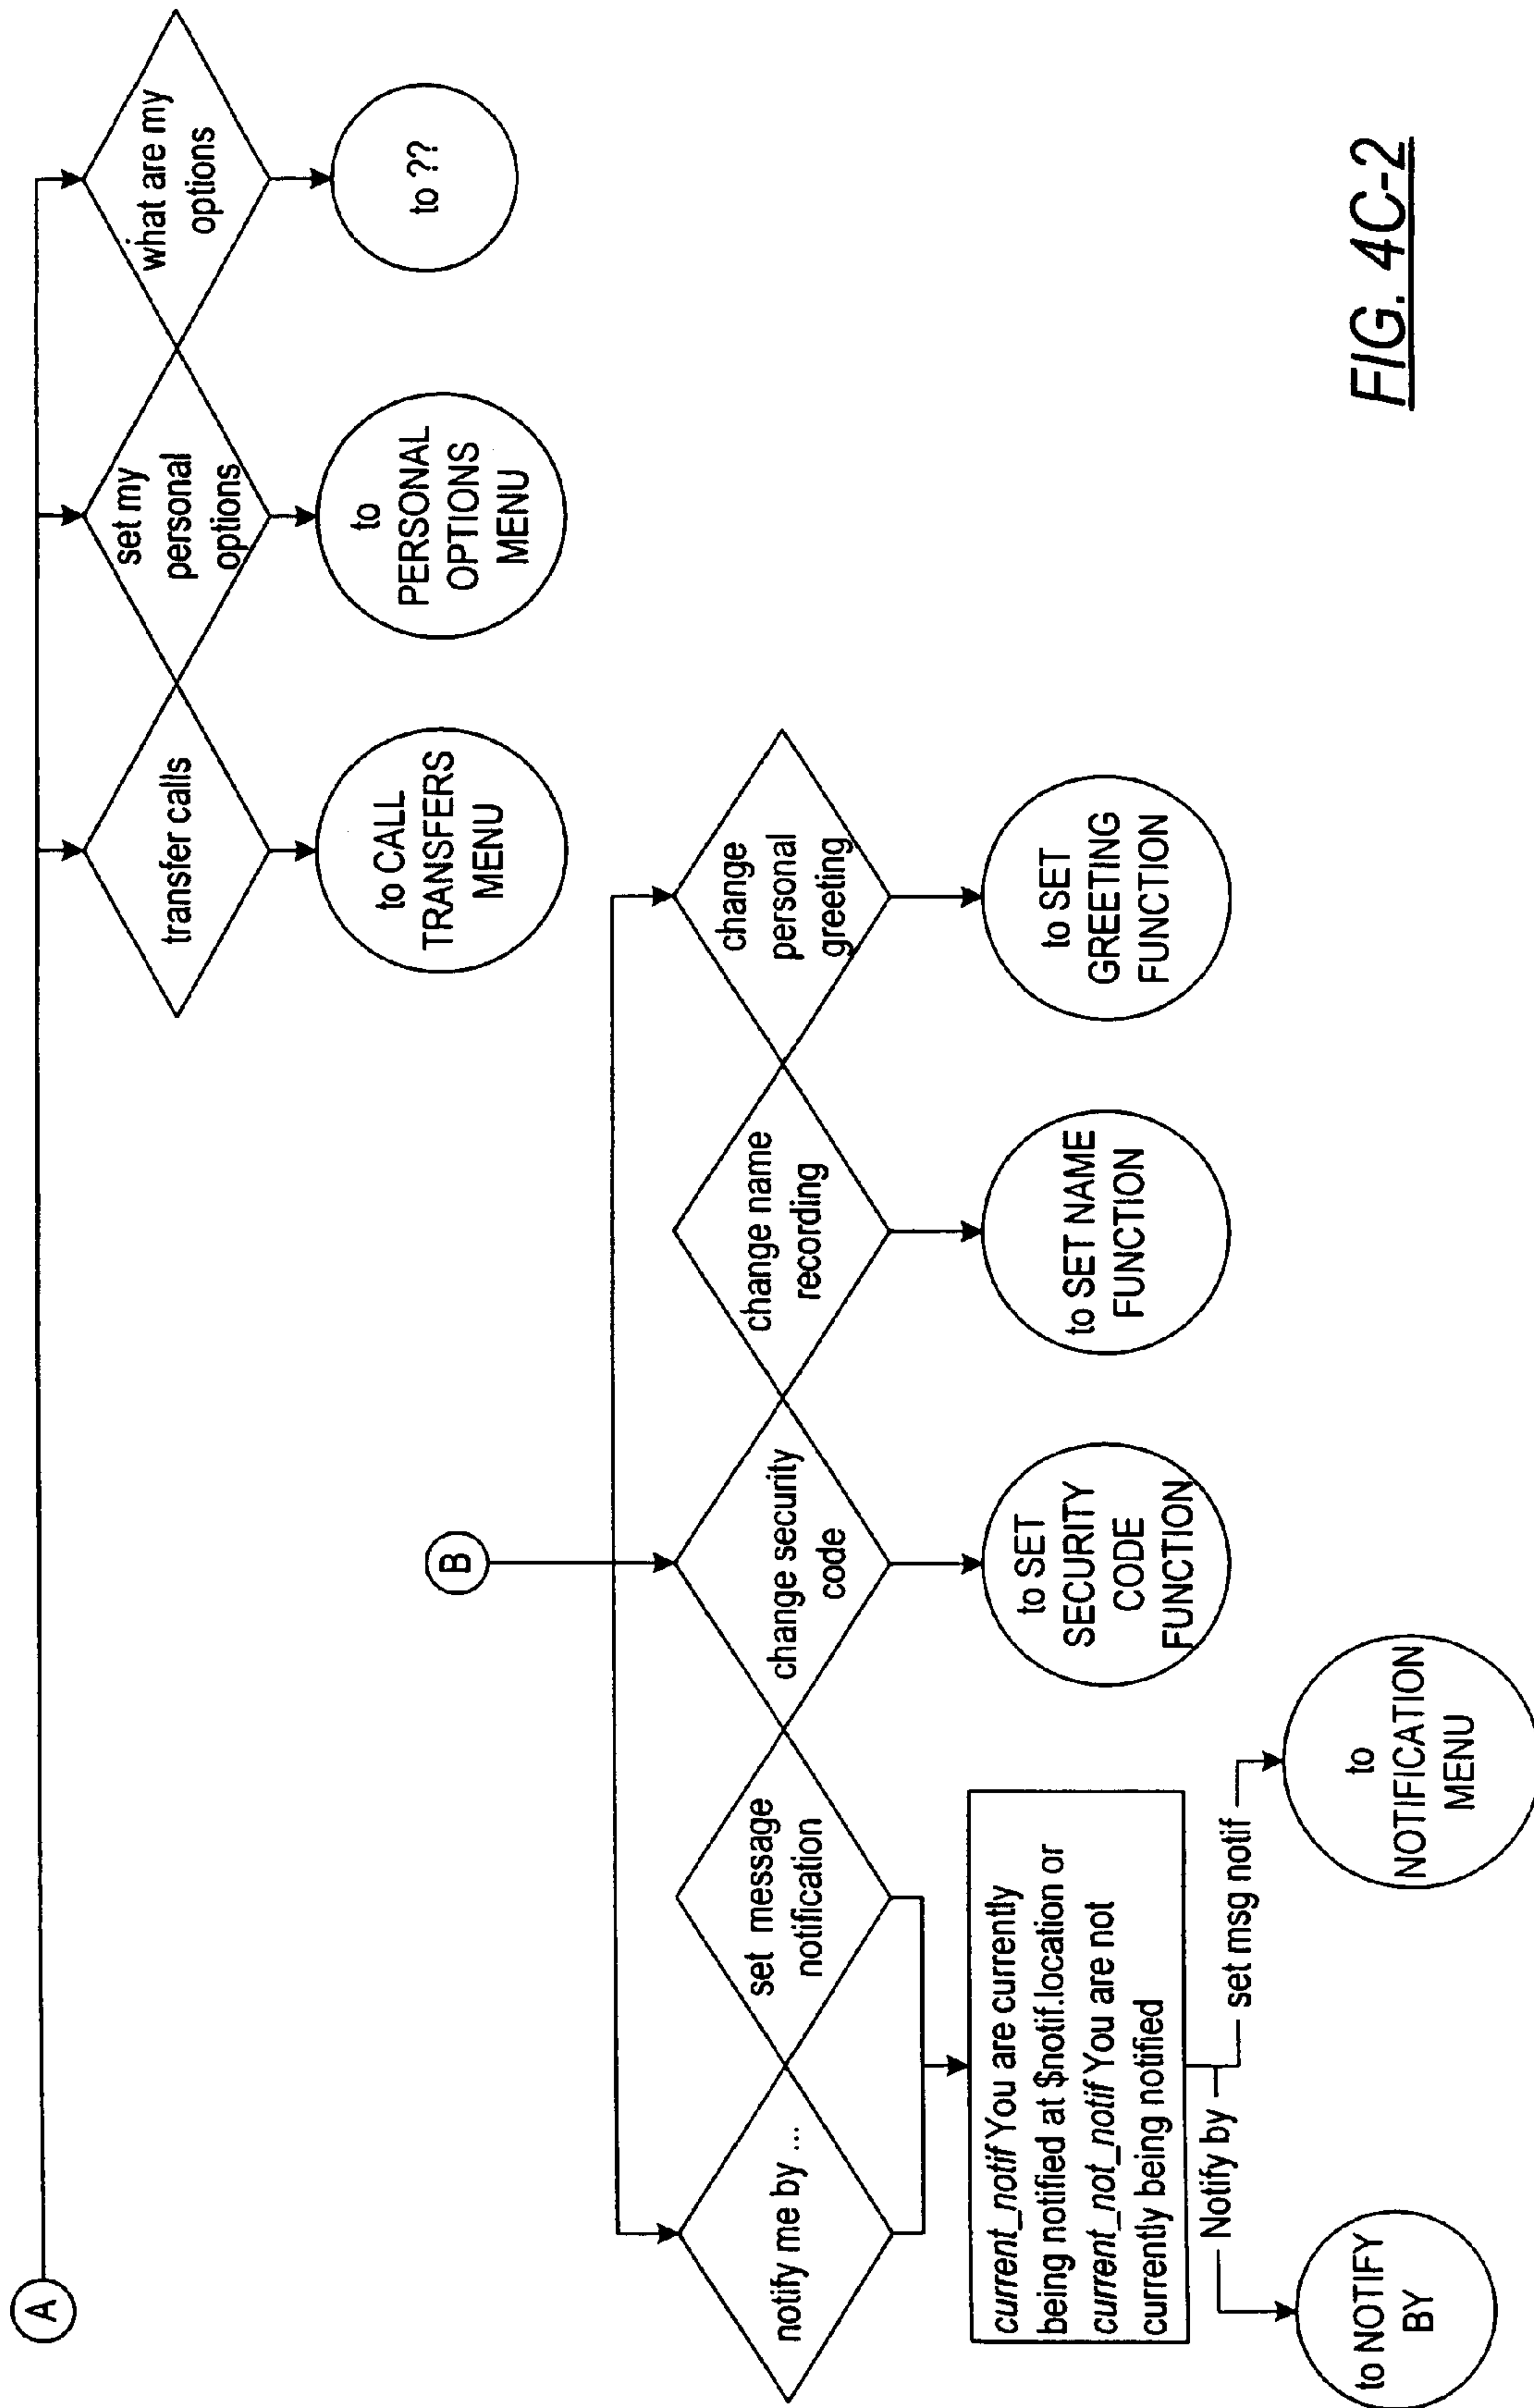 A
transfer calls
set my
personal
options
what are my
options
to CALL
TRANSFERS
MENU
to
PERSONAL
OPTIONS
MENU
to ??
B
notify me by ...
set message
notification
change security
code
change name
recording
change
personal
greeting
current_notif You are currently
being notified at $notif.location or
current_not_notif You are not
currently being notified
to SET
SECURITY
CODE
FUNCTION
to SET NAME
FUNCTION
to SET
GREETING
FUNCTION
Notify by
set msg notif
to NOTIFY
BY
to
NOTIFICATION
MENU
FIG. 4C-2